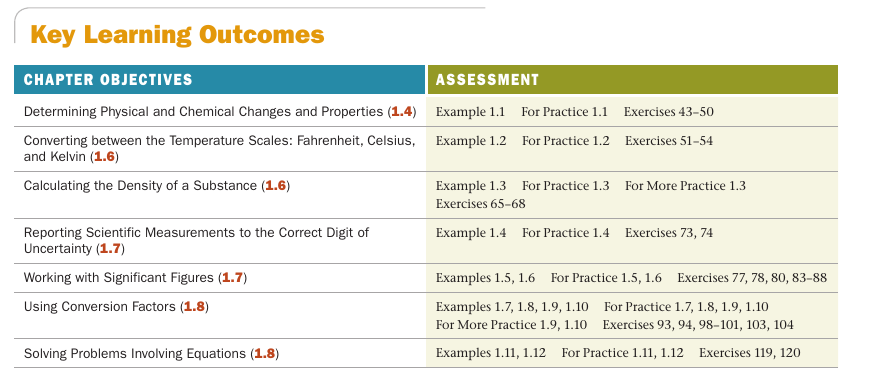 Key Learning Outcomes
CHAPTER OBJECTIVES    ASSESSMENT
Determining Physical and Chemical Changes and Properties (1.4)    Example 1.1    For Practice 1.1    Exercises 43–50
Converting between the Temperature Scales: Fahrenheit, Celsius,    Example 1.2    For Practice 1.2    Exercises 51–54
and Kelvin (1.6)
Calculating the Density of a Substance (1.6)    Example 1.3    For Practice 1.3    For More Practice 1.3
Exercises 65–68
Reporting Scientific Measurements to the Correct Digit of    Example 1.4    For Practice 1.4    Exercises 73, 74
Uncertainty (1.7)
Working with Significant Figures (1.7)    Examples 1.5, 1.6    For Practice 1.5, 1.6    Exercises 77, 78, 80, 83–88
Using Conversion Factors (1.8)    Examples 1.7, 1.8, 1.9, 1.10    For Practice 1.7, 1.8, 1.9, 1.10
For More Practice 1.9, 1.10    Exercises 93, 94, 98–101, 103, 104
Solving Problems Involving Equations (1.8)    Examples 1.11, 1.12    For Practice 1.11, 1.12    Exercises 119, 120